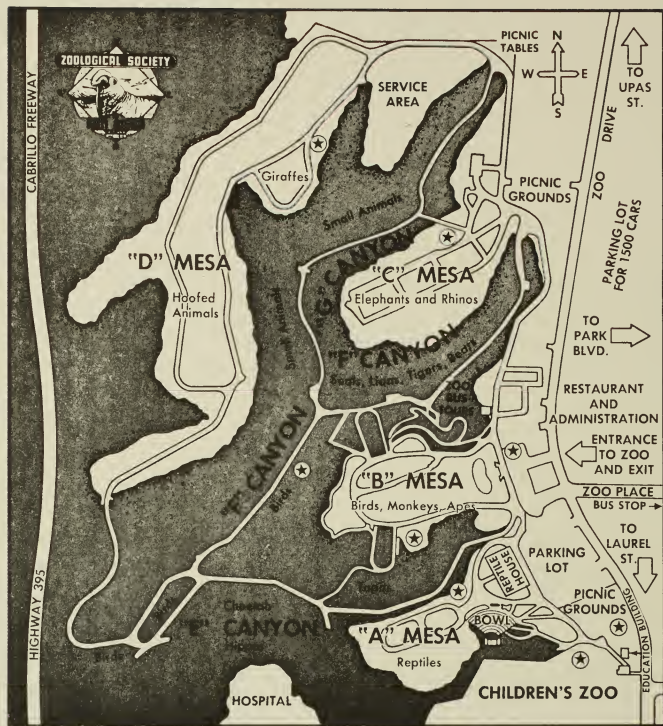 ZOOLOGICAL SOCIETY
CABRILLO FREEWAY
HIGHWAY 395
PICNIC
TABLES
N
W
E
S
TO
UPAS
ST.
SERVICE
AREA
ZOO
DRIVE
Giraffes
PICNIC
GROUNDS
PARKING LOT
FOR 1500 CARS
Small Animals
"D" MESA
Hoofed
Animals
"G" CANYON
"C" MESA
Elephants and Rhinos
Small Animals
"F" CANYON
Seals, Lions, Tigers, Bears
TO
PARK
BLVD.
ZOO
BUS
TOURS
RESTAURANT
AND
ADMINISTRATION
ENTRANCE
TO ZOO
AND EXIT
"F" CANYON
Birds
"B" MESA
Birds, Monkeys, Apes
ZOO PLACE
BUS STOP →
TO
LAUREL
ST.
PARKING
LOT
REPTILE
HOUSE
Tapirs
PICNIC
GROUNDS
Birds
Cheetah
"E" CANYON
Birds
BOWL
"A" MESA
Reptiles
EDUCATION BUILDING
HOSPITAL
CHILDREN'S ZOO